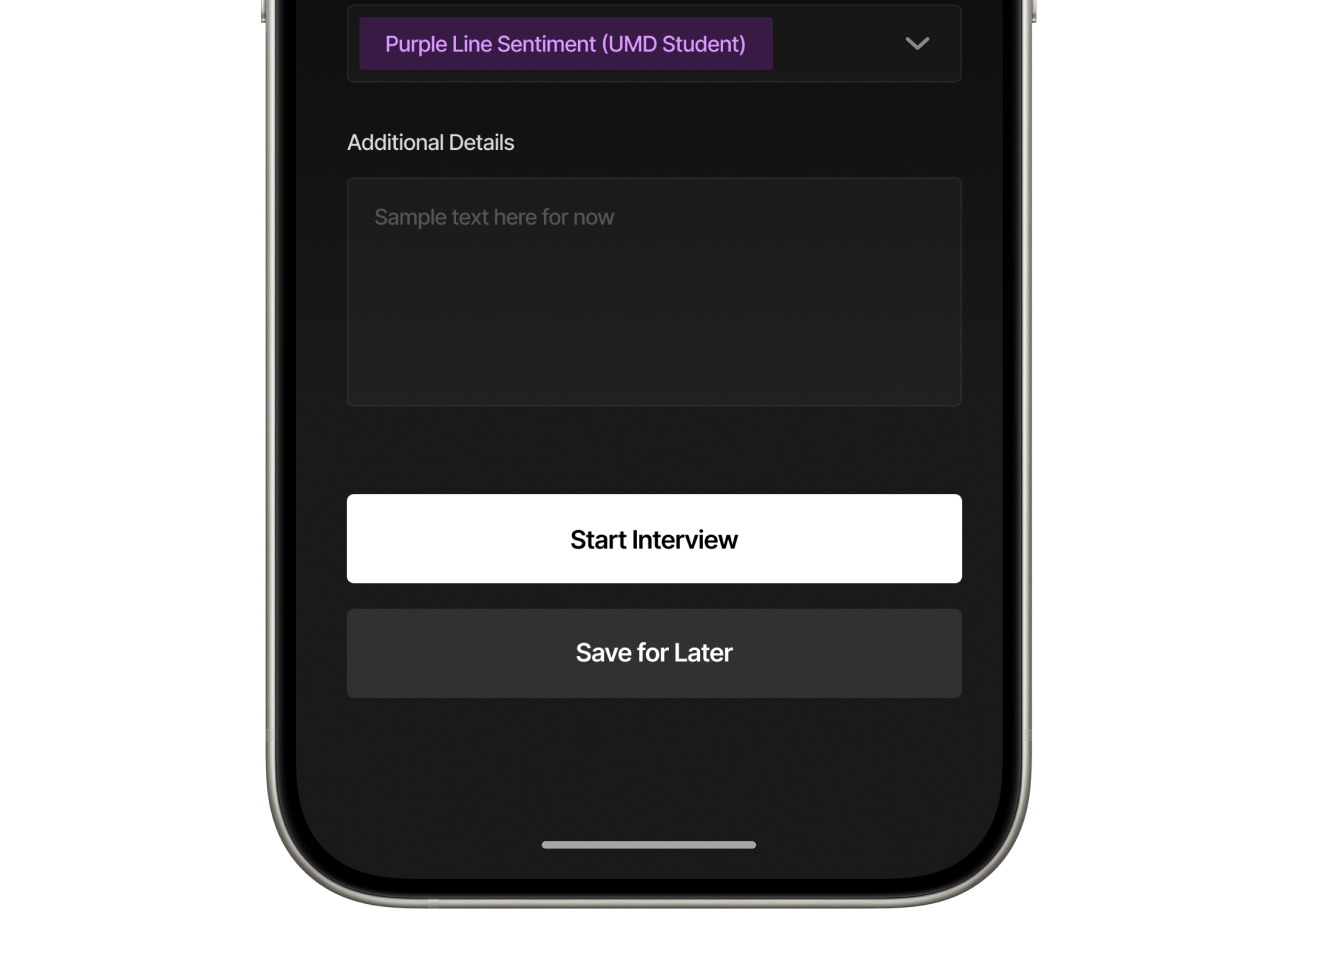 Purple Line Sentiment (UMD Student)
Additional Details
Sample text here for now
Start Interview
Save for Later